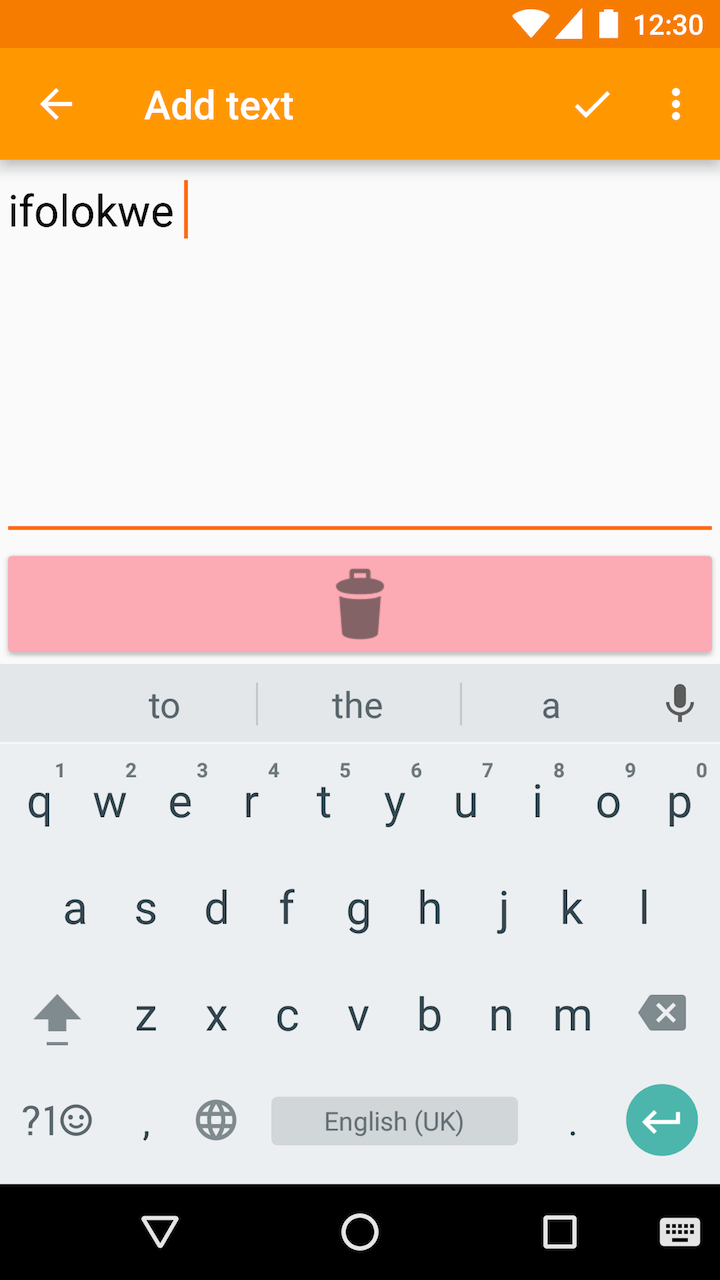 12:30
Add text
ifolokwe
to the a
1 2 3 4 5 6 7 8 9 0
q w e r t y u i o p
a s d f g h j k l
z x c v b n m
?1☺ , English (UK) .